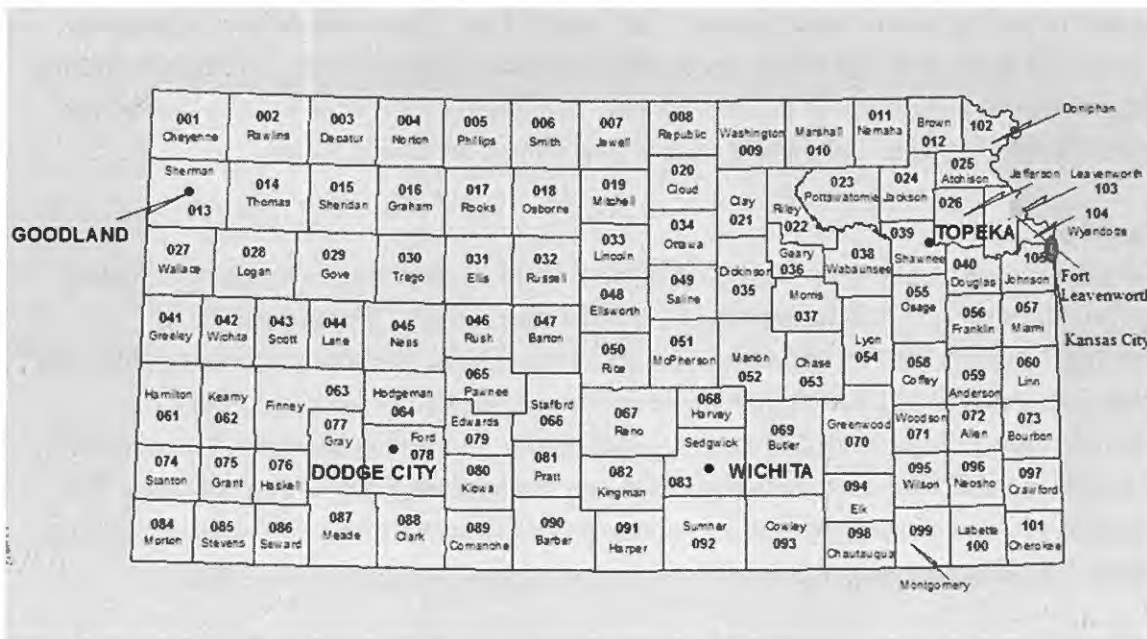 001
Cheyenne
002
Rawlins
003
Decatur
004
Norton
005
Phillips
006
Smith
007
Jewell
008
Republic
Washington
009
Marshall
010
011
Nemaha
Brown
012
102
Doniphan
Sherman
013
GOODLAND
014
Thomas
015
Sheridan
016
Graham
017
Rooks
018
Osborne
019
Mitchell
020
Cloud
Clay
021
Riley
022
023
Pottawatomie
024
Jackson
025
Atchison
026
Jefferson
Leavenworth
103
104
Wyandotte
027
Wallace
028
Logan
029
Gove
030
Trego
031
Ellis
032
Russell
033
Lincoln
034
Ottawa
Dickinson
035
Geary
036
038
Wabaunsee
039
Shawnee
TOPEKA
040
Douglas
105
Johnson
Fort
Leavenworth
Kansas City
041
Greeley
042
Wichita
043
Scott
044
Lane
045
Ness
046
Rush
047
Barton
048
Ellsworth
049
Saline
050
Rice
051
McPherson
Marion
052
Morris
037
Chase
053
Lyon
054
055
Osage
056
Franklin
057
Miami
058
Coffey
059
Anderson
060
Linn
Hamilton
061
Kearny
062
Finney
063
Hodgeman
064
065
Pawnee
Stafford
066
067
Reno
068
Harvey
Sedgwick
083
WICHITA
069
Butler
Greenwood
070
Woodson
071
072
Allen
073
Bourbon
074
Stanton
075
Grant
076
Haskell
077
Gray
Ford
078
DODGE CITY
Edwards
079
080
Kiowa
081
Pratt
082
Kingman
094
Elk
095
Wilson
096
Neosho
097
Crawford
084
Morton
085
Stevens
086
Seward
087
Meade
088
Clark
089
Comanche
090
Barber
091
Harper
Sumner
092
Cowley
093
098
Chautauqua
099
Montgomery
Labette
100
101
Cherokee